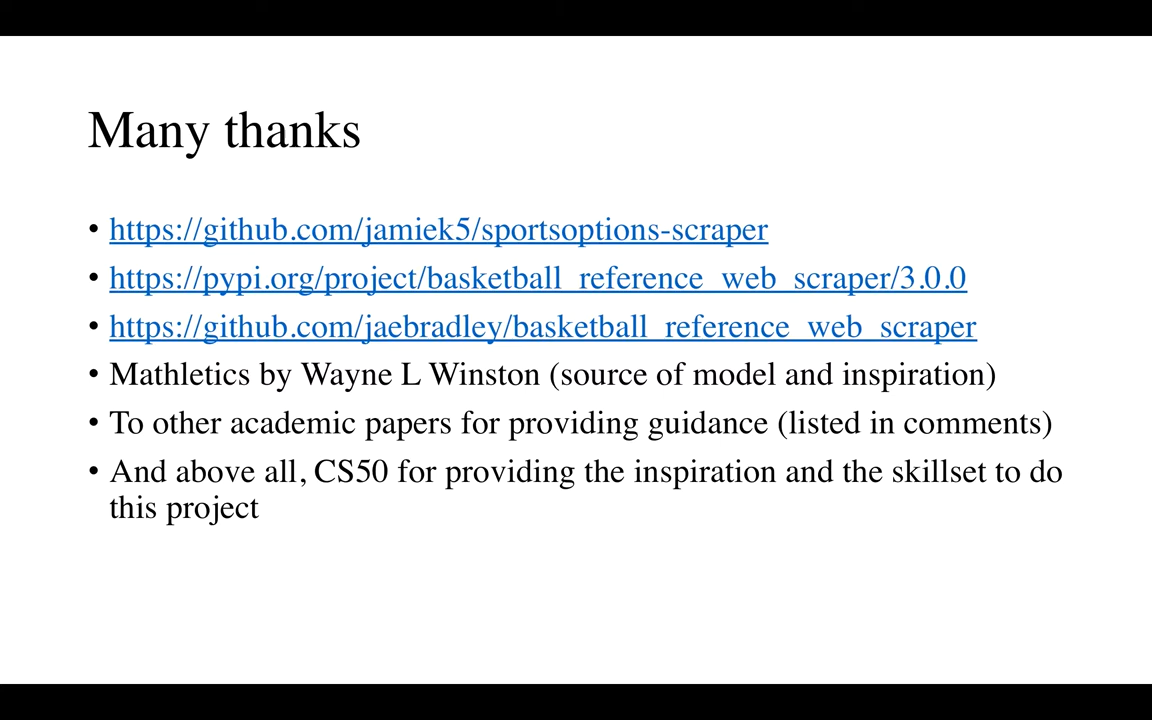 Many thanks
• https://github.com/jamiek5/sportsoptions-scraper
• https://pypi.org/project/basketball_reference_web_scraper/3.0.0
• https://github.com/jaebradley/basketball_reference_web_scraper
• Mathletics by Wayne L Winston (source of model and inspiration)
• To other academic papers for providing guidance (listed in comments)
• And above all, CS50 for providing the inspiration and the skillset to do
this project